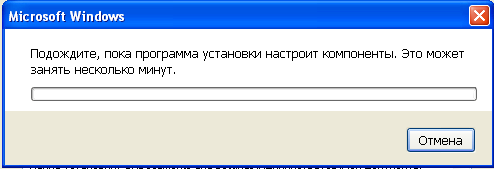 Microsoft Windows
Подождите, пока программа установки настроит компоненты. Это может
занять несколько минут.
Отмена